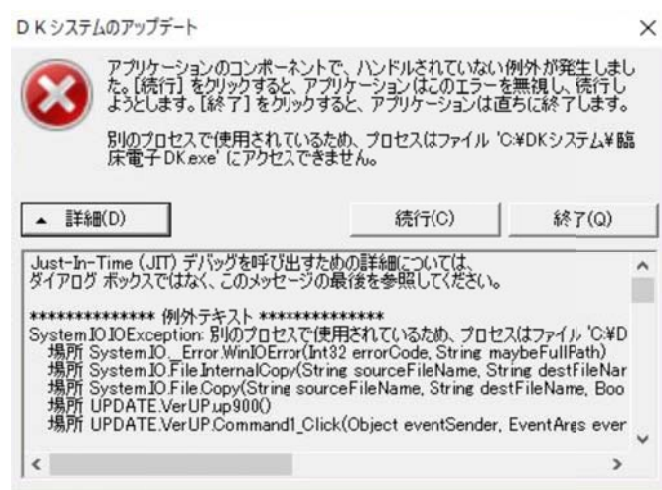 DKシステムのアップデート
アプリケーションのコンポーネントで、ハンドルされていない例外が発生しまし
た。[続行] をクリックすると、アプリケーションはこのエラーを無視し、続行し
ようとします。[終了] をクリックすると、アプリケーションは直ちに終了します。
別のプロセスで使用されているため、プロセスはファイル 'C:¥DKシステム¥臨
床電子DK.exe' にアクセスできません。
▲ 詳細(D)
続行(C)
終了(Q)
Just-In-Time (JIT) デバッグを呼び出すための詳細については、
ダイアログ ボックスではなく、このメッセージの最後を参照してください。
************** 例外テキスト **************
System.IO.IOException: 別のプロセスで使用されているため、プロセスはファイル 'C:¥D
場所 System.IO.__Error.WinIOError(Int32 errorCode, String maybeFullPath)
場所 System.IO.File.InternalCopy(String sourceFileName, String destFileNar
場所 System.IO.File.Copy(String sourceFileName, String destFileName, Boo
場所 UPDATE.VerUP.up900()
場所 UPDATE.VerUP.Command1_Click(Object eventSender, EventArgs ever